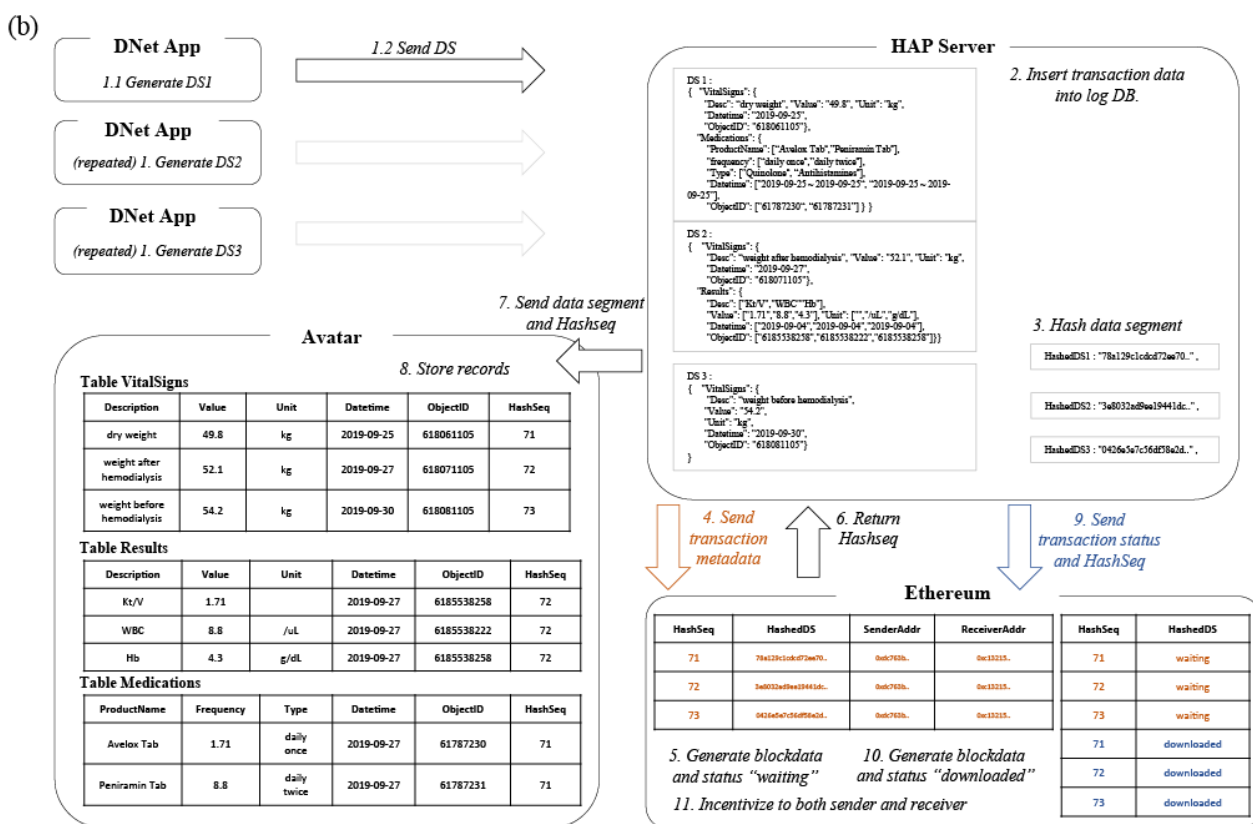 (b)
DNet App
1.1 Generate DS1
1.2 Send DS
DNet App
(repeated) 1. Generate DS2
DNet App
(repeated) 1. Generate DS3
HAP Server
2. Insert transaction data
into log DB.
DS 1 :
{ "VitalSigns": {
"Desc": "dry weight", "Value": "49.8", "Unit": "kg",
"Datetime": "2019-09-25",
"ObjectID": "618061105"},
"Medications": {
"ProductName": ["Avelox Tab","Peniramin Tab"],
"frequency": ["daily once","daily twice"],
"Type": ["Quinolone", "Antihistamines"],
"Datetime": ["2019-09-25 ~ 2019-09-25", "2019-09-25 ~ 2019-
09-25"],
"ObjectID": ["61787230", "61787231"] } }
DS 2 :
{ "VitalSigns": {
"Desc": "weight after hemodialysis", "Value": "52.1", "Unit": "kg",
"Datetime": "2019-09-27",
"ObjectID": "618071105"},
"Results": {
"Desc": ["Kt/V","WBC""Hb"],
"Value": ["1.71","8.8","4.3"], "Unit": ["","/uL","g/dL"],
"Datetime": ["2019-09-04","2019-09-04","2019-09-04"],
"ObjectID": ["6185538258","6185538222","6185538258"]}}
DS 3 :
{ "VitalSigns": {
"Desc": "weight before hemodialysis",
"Value": "54.2",
"Unit": "kg",
"Datetime": "2019-09-30",
"ObjectID": "618081105"}
}
3. Hash data segment
HashedDS1 : "78a129c1cdcd72ee70.." ,
HashedDS2 : "3e8032ad9ee19441dc.." ,
HashedDS3 : "0426e5e7c56df58e2d.." ,
7. Send data segment
and Hashseq
Avatar
8. Store records
Table VitalSigns
Description Value Unit Datetime ObjectID HashSeq
dry weight 49.8 kg 2019-09-25 618061105 71
weight after
hemodialysis 52.1 kg 2019-09-27 618071105 72
weight before
hemodialysis 54.2 kg 2019-09-30 618081105 73
Table Results
Description Value Unit Datetime ObjectID HashSeq
Kt/V 1.71 2019-09-27 6185538258 72
WBC 8.8 /uL 2019-09-27 6185538222 72
Hb 4.3 g/dL 2019-09-27 6185538258 72
Table Medications
ProductName Frequency Type Datetime ObjectID HashSeq
Avelox Tab 1.71 daily
once 2019-09-27 61787230 71
Peniramin Tab 8.8 daily
twice 2019-09-27 61787231 71
4. Send
transaction
metadata
6. Return
Hashseq
9. Send
transaction status
and HashSeq
Ethereum
HashSeq HashedDS SenderAddr ReceiverAddr
71 78a129c1cdcd72ee70.. 0xdc763b.. 0xc13215..
72 3e8032ad9ee19441dc.. 0xdc763b.. 0xc13215..
73 0426e5e7c56df58e2d.. 0xdc763b.. 0xc13215..
HashSeq HashedDS
71 waiting
72 waiting
73 waiting
71 downloaded
72 downloaded
73 downloaded
5. Generate blockdata
and status "waiting"
10. Generate blockdata
and status "downloaded"
11. Incentivize to both sender and receiver